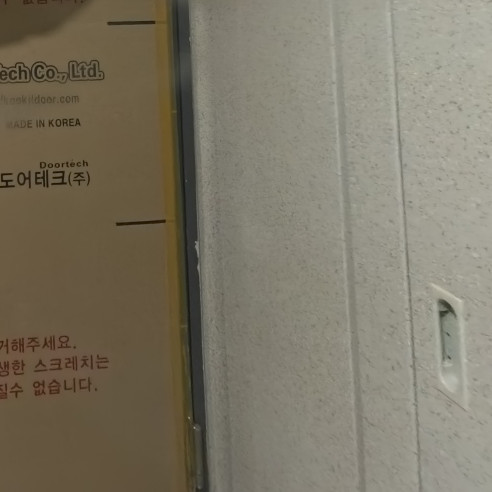 ech Co., Ltd.
MADE IN KOREA
Doortech
도어테크(주)
거해주세요.
생한 스크레치는
질수 없습니다.